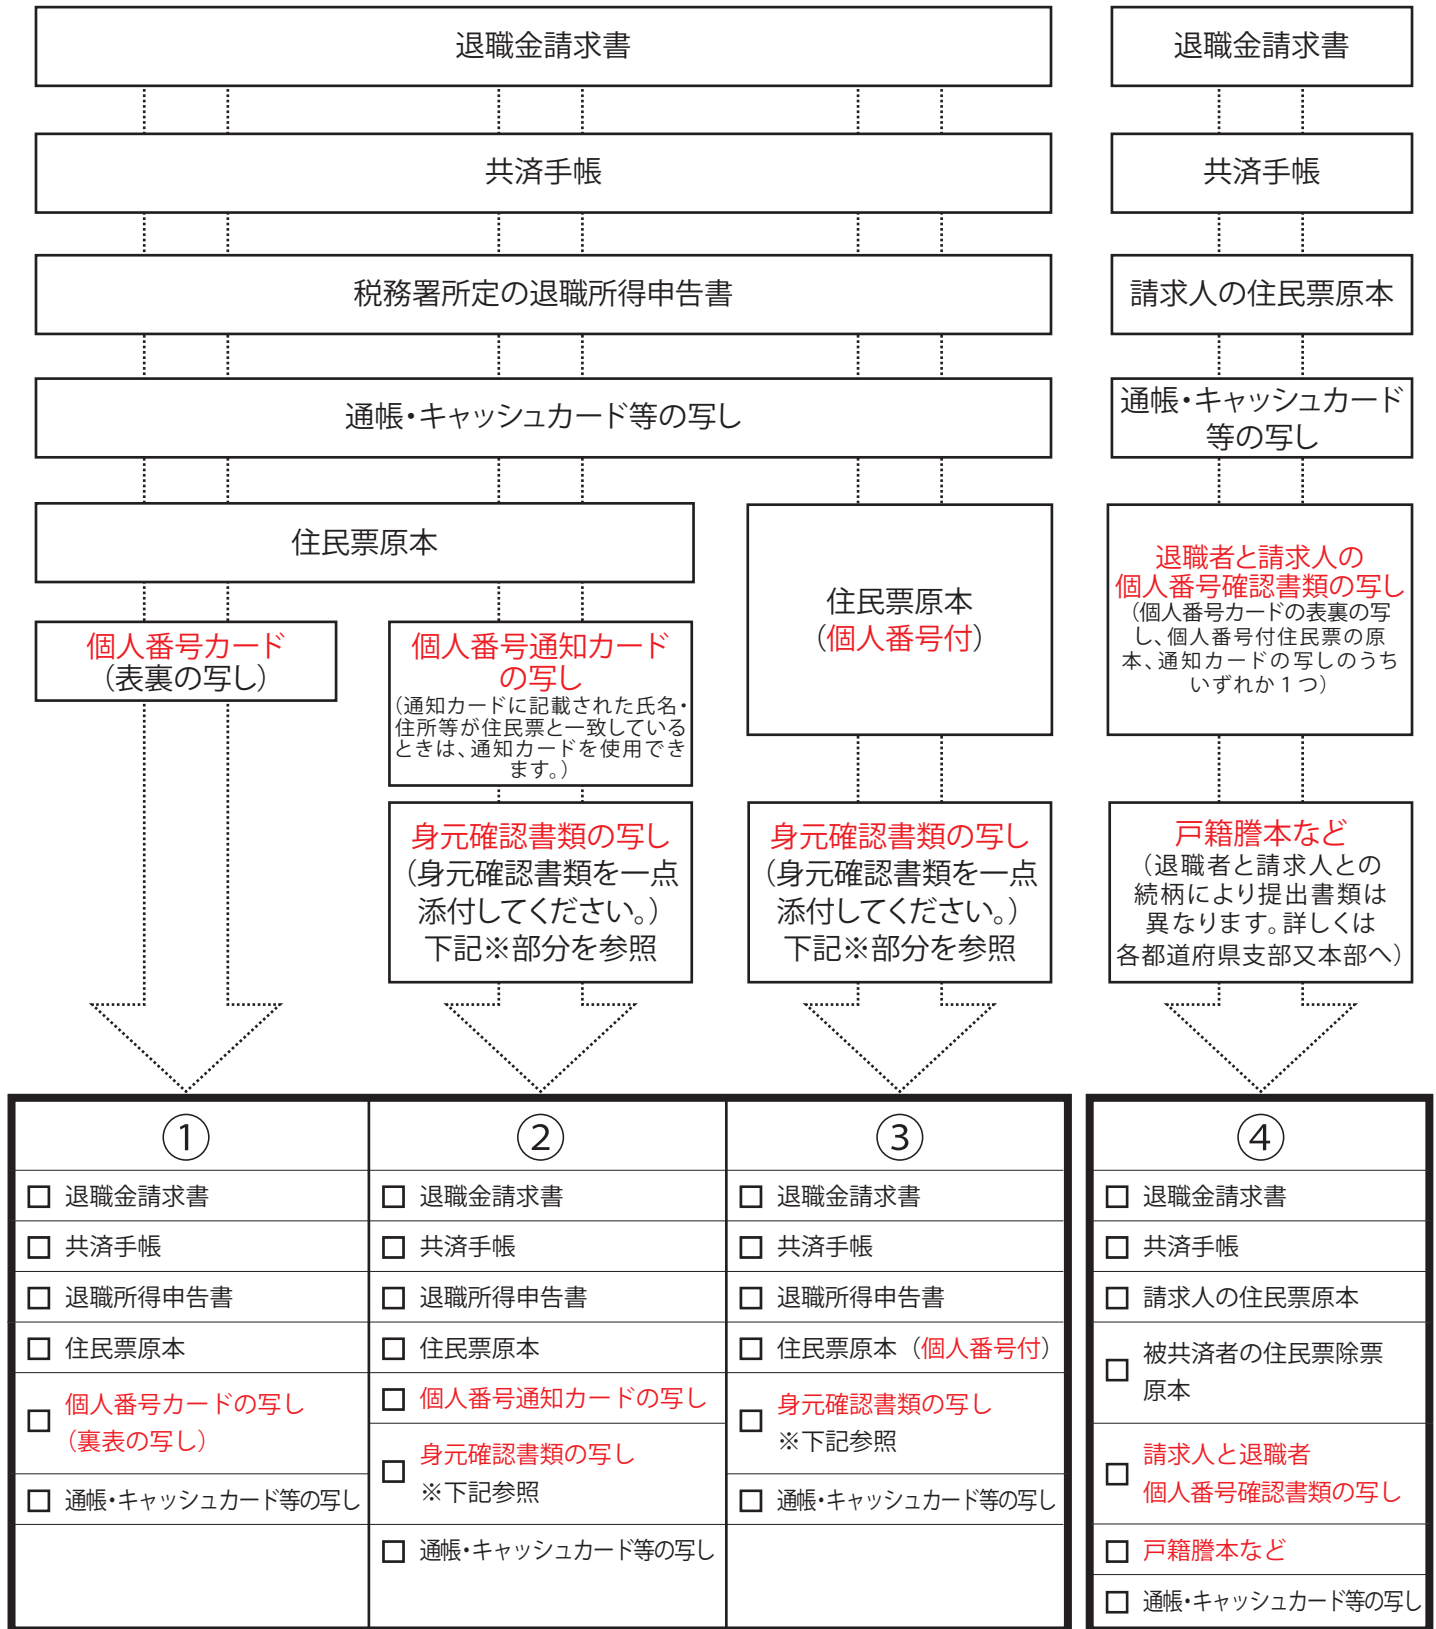 退職金請求書
共済手帳
税務署所定の退職所得申告書
通帳・キャッシュカード等の写し
住民票原本
個人番号カード
（表裏の写し）
個人番号通知カード
の写し
（通知カードに記載された氏名・
住所等が住民票と一致している
ときは、通知カードを使用でき
ます。）
身元確認書類の写し
（身元確認書類を一点
添付してください。）
下記※部分を参照
住民票原本
（個人番号付）
身元確認書類の写し
（身元確認書類を一点
添付してください。）
下記※部分を参照
退職金請求書
共済手帳
請求人の住民票原本
通帳・キャッシュカード
等の写し
退職者と請求人の
個人番号確認書類の写し
（個人番号カードの表裏の写
し、個人番号付住民票の原
本、通知カードの写しのうち
いずれか１つ）
戸籍謄本など
（退職者と請求人との
続柄により提出書類は
異なります。詳しくは
各都道府県支部又本部へ）
①
□ 退職金請求書
□ 共済手帳
□ 退職所得申告書
□ 住民票原本
□ 個人番号カードの写し
（裏表の写し）
□ 通帳・キャッシュカード等の写し
②
□ 退職金請求書
□ 共済手帳
□ 退職所得申告書
□ 住民票原本
□ 個人番号通知カードの写し
□ 身元確認書類の写し
※下記参照
□ 通帳・キャッシュカード等の写し
③
□ 退職金請求書
□ 共済手帳
□ 退職所得申告書
□ 住民票原本（個人番号付）
□ 身元確認書類の写し
※下記参照
□ 通帳・キャッシュカード等の写し
④
□ 退職金請求書
□ 共済手帳
□ 請求人の住民票原本
□ 被共済者の住民票除票
原本
□ 請求人と退職者
個人番号確認書類の写し
□ 戸籍謄本など
□ 通帳・キャッシュカード等の写し